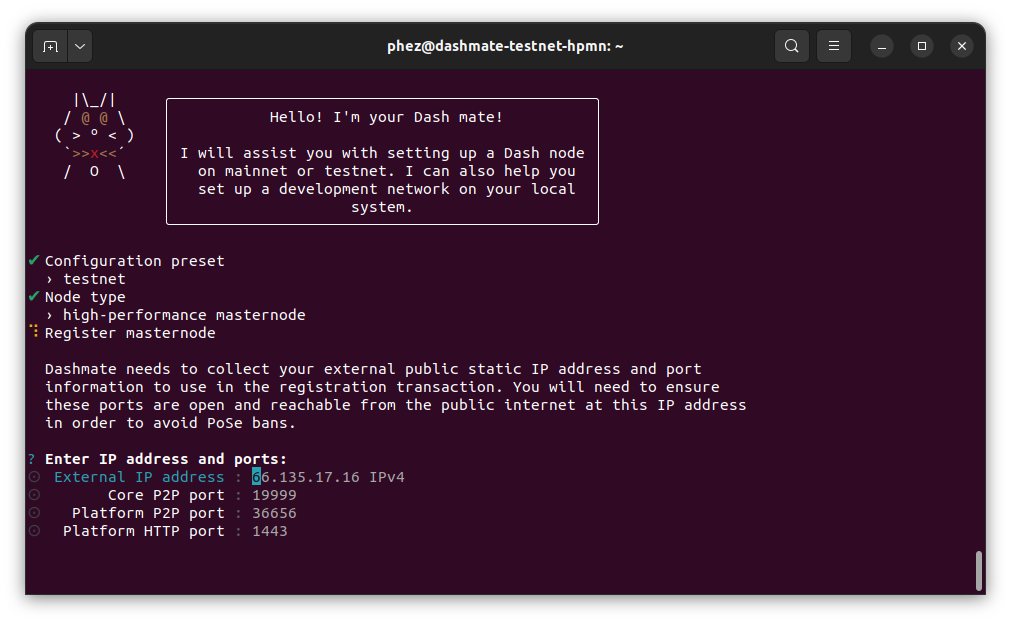 phez@dashmate-testnet-hpmn: ~
|\_/|
/ @ @ \
( > º < )
`>>x<<´
/  O  \
Hello! I'm your Dash mate!
I will assist you with setting up a Dash node
on mainnet or testnet. I can also help you
set up a development network on your local
system.
✔ Configuration preset
› testnet
✔ Node type
› high-performance masternode
⠹ Register masternode
Dashmate needs to collect your external public static IP address and port
information to use in the registration transaction. You will need to ensure
these ports are open and reachable from the public internet at this IP address
in order to avoid PoSe bans.
? Enter IP address and ports:
⊙ External IP address : 66.135.17.16 IPv4
⊙ Core P2P port : 19999
⊙ Platform P2P port : 36656
⊙ Platform HTTP port : 1443